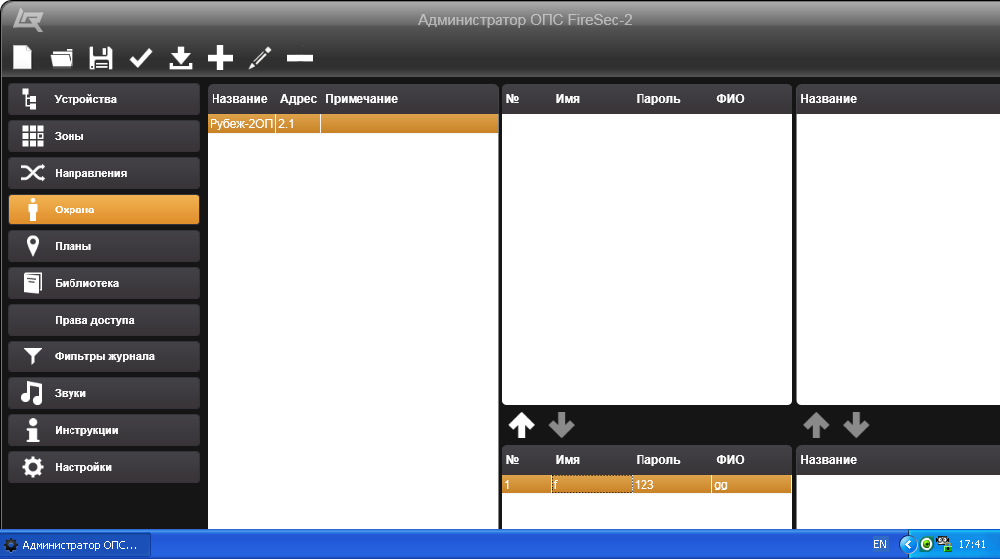 Администратор ОПС FireSec-2
Устройства
Зоны
Направления
Охрана
Планы
Библиотека
Права доступа
Фильтры журнала
Звуки
Инструкции
Настройки
Название Адрес Примечание
Рубеж-2ОП 2.1
№ Имя Пароль ФИО
Название
№ Имя Пароль ФИО
1 f 123 gg
Название
Администратор ОПС...
EN 17:41